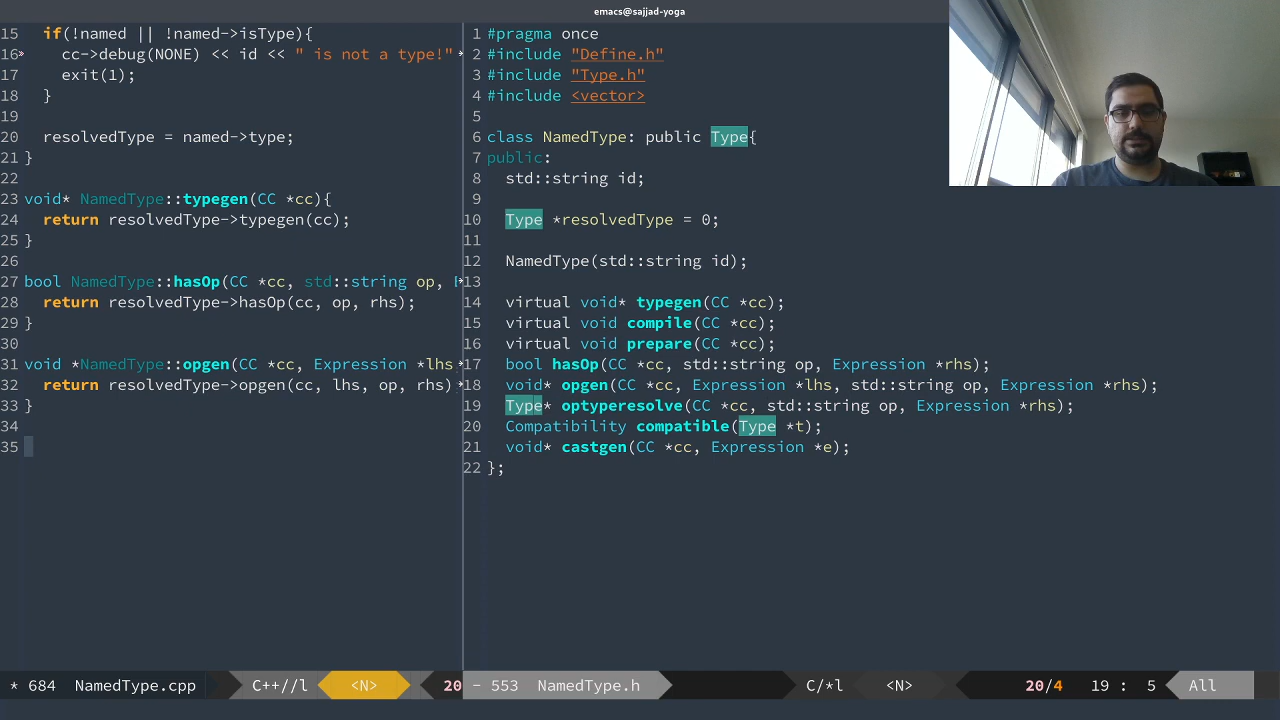 emacs@sajjad-yoga
15 if(!named || !named->isType){
16 cc->debug(NONE) << id << " is not a type!"
17 exit(1);
18 }
19
20 resolvedType = named->type;
21 }
22
23 void* NamedType::typegen(CC *cc){
24 return resolvedType->typegen(cc);
25 }
26
27 bool NamedType::hasOp(CC *cc, std::string op,
28 return resolvedType->hasOp(cc, op, rhs);
29 }
30
31 void *NamedType::opgen(CC *cc, Expression *lhs
32 return resolvedType->opgen(cc, lhs, op, rhs)
33 }
34
35
* 684 NamedType.cpp C++//l <N> 20
1 #pragma once
2 #include "Define.h"
3 #include "Type.h"
4 #include <vector>
5
6 class NamedType: public Type{
7 public:
8 std::string id;
9
10 Type *resolvedType = 0;
11
12 NamedType(std::string id);
13
14 virtual void* typegen(CC *cc);
15 virtual void compile(CC *cc);
16 virtual void prepare(CC *cc);
17 bool hasOp(CC *cc, std::string op, Expression *rhs);
18 void* opgen(CC *cc, Expression *lhs, std::string op, Expression *rhs);
19 Type* optyperesolve(CC *cc, std::string op, Expression *rhs);
20 Compatibility compatible(Type *t);
21 void* castgen(CC *cc, Expression *e);
22 };
- 553 NamedType.h C/*l <N> 20/4 19 : 5 All